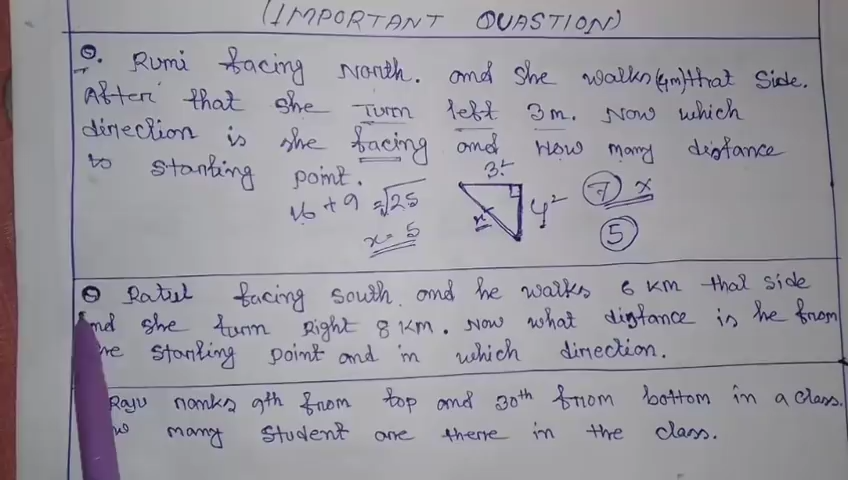 (IMPORTANT QUASTION)
Q. Rumi facing North. and she walks (4m) that side.
After that she Turn left 3m. Now which
direction is she facing and How many distance
to starting point.
16 + 9 = √25
x = 5
3²
4²
x²
7 x
5
Q Ratul facing south and he walks 6 KM that side
and she turn Right 8 KM. Now what distance is he from
starting point and in which direction.
Raju ranks 9th from top and 30th from bottom in a class.
many student are there in the class.